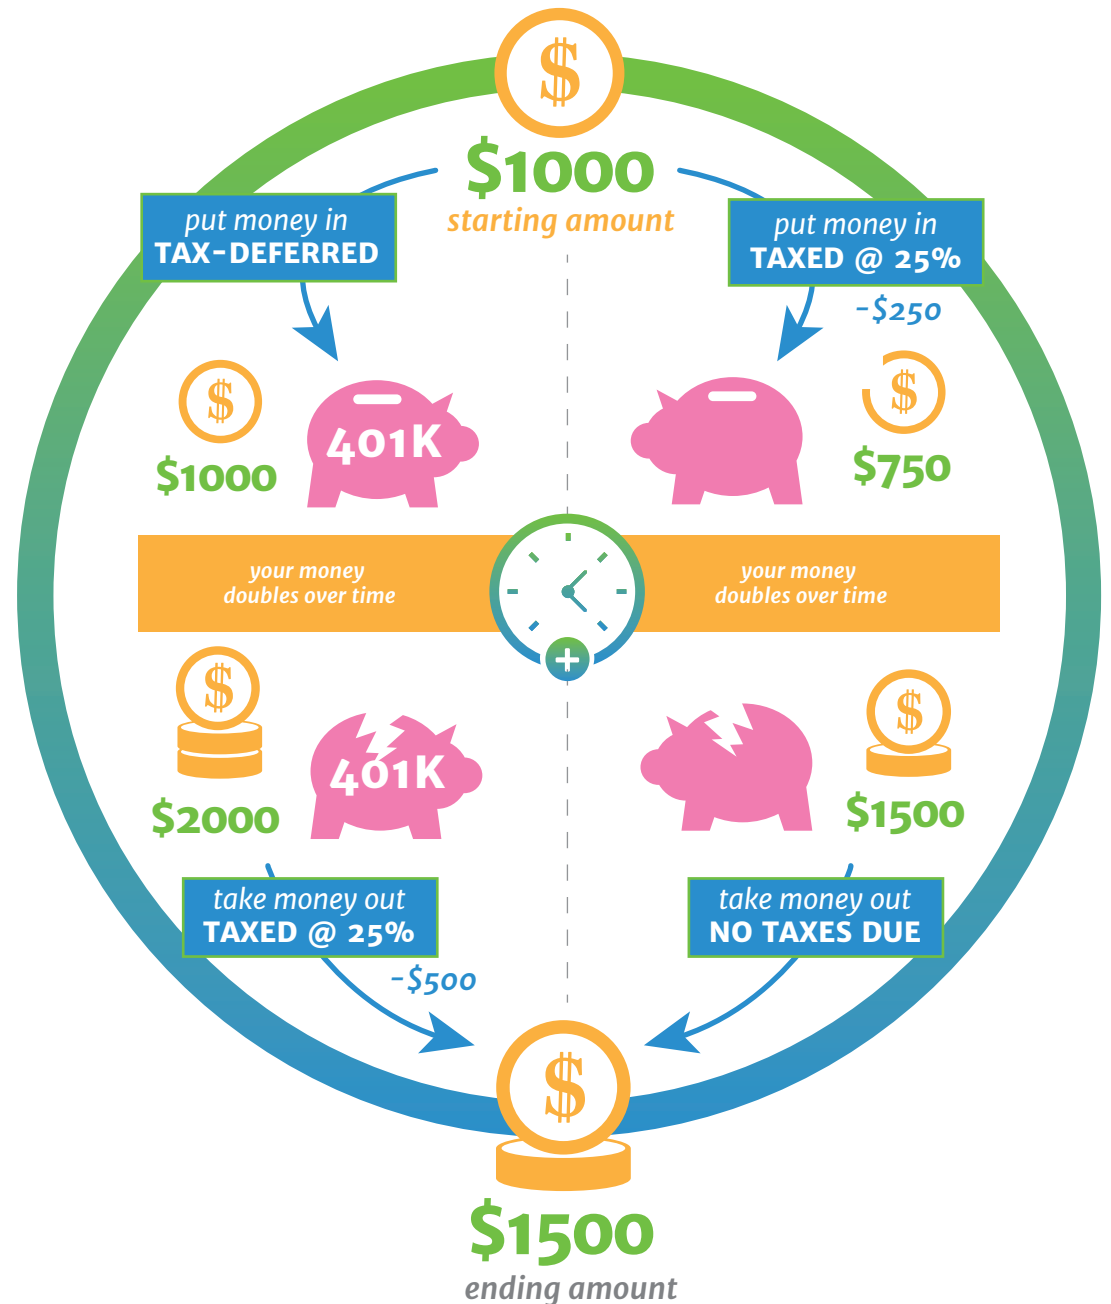 $
$1000
starting amount
put money in
TAX-DEFERRED
put money in
TAXED @ 25%
-$250
$
$1000
401K
$
$750
your money
doubles over time
your money
doubles over time
$
$2000
401K
$
$1500
take money out
TAXED @ 25%
-$500
take money out
NO TAXES DUE
$
$1500
ending amount